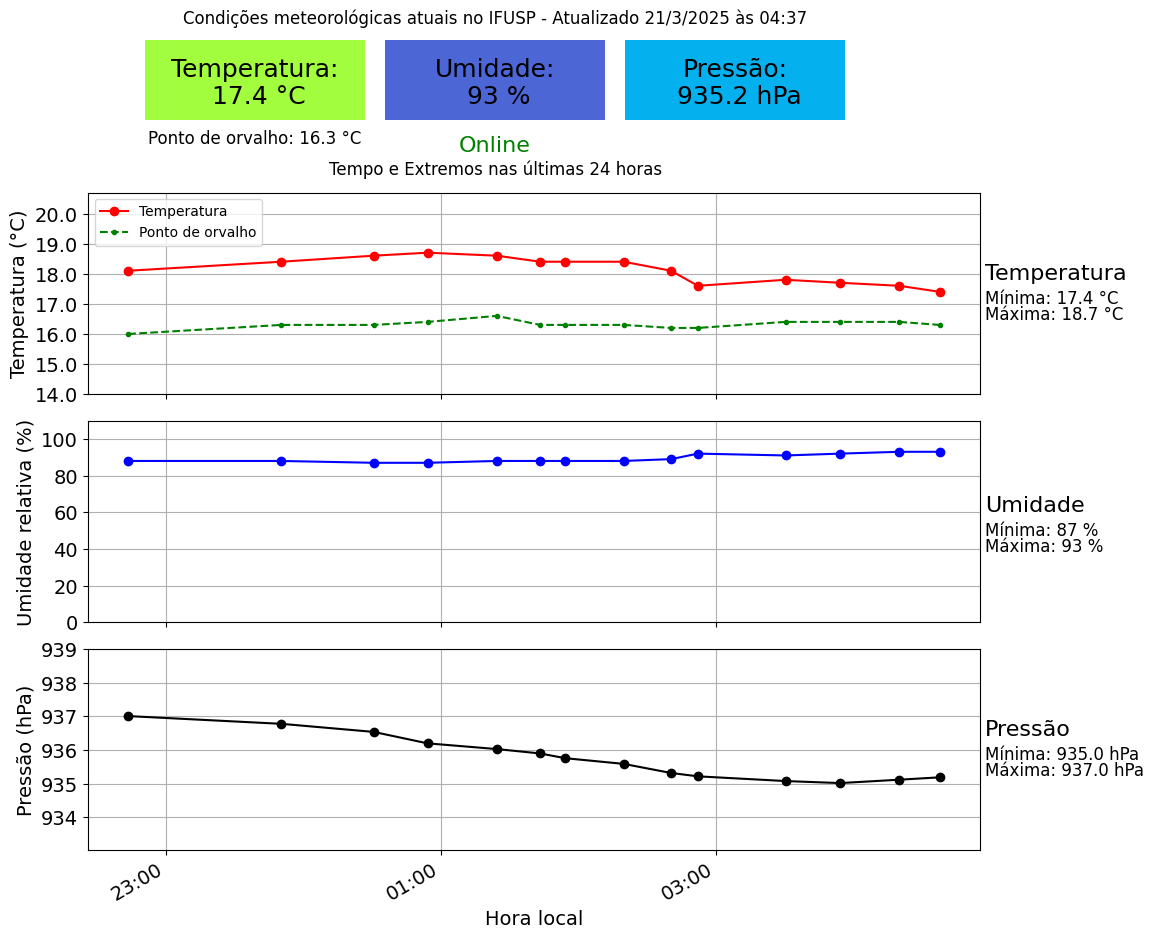 Condições meteorológicas atuais no IFUSP - Atualizado 21/3/2025 às 04:37
Temperatura:
17.4 °C
Umidade:
93 %
Pressão:
935.2 hPa
Ponto de orvalho: 16.3 °C
Online
Tempo e Extremos nas últimas 24 horas
Temperatura (°C)
20.0
19.0
18.0
17.0
16.0
15.0
14.0
Temperatura
Ponto de orvalho
Temperatura
Mínima: 17.4 °C
Máxima: 18.7 °C
Umidade relativa (%)
100
80
60
40
20
0
Umidade
Mínima: 87 %
Máxima: 93 %
Pressão (hPa)
939
938
937
936
935
934
Pressão
Mínima: 935.0 hPa
Máxima: 937.0 hPa
23:00
01:00
03:00
Hora local